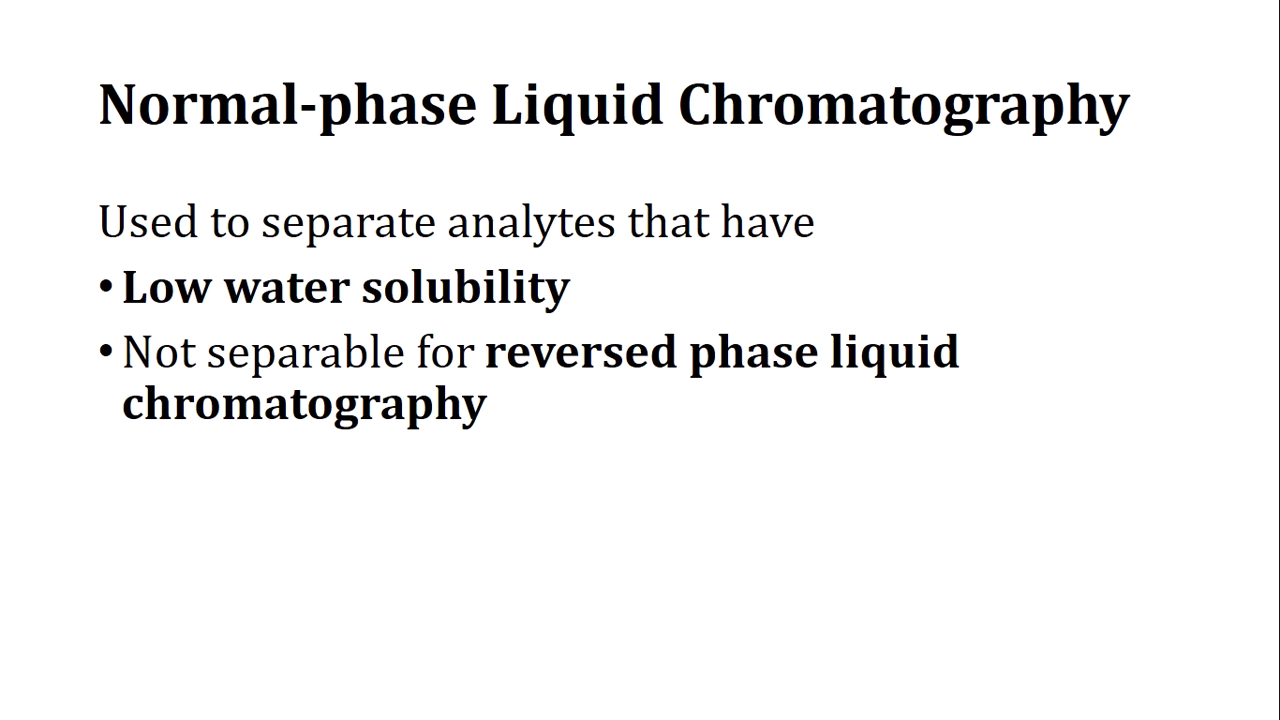 Normal-phase Liquid Chromatography
Used to separate analytes that have
• Low water solubility
• Not separable for reversed phase liquid
chromatography